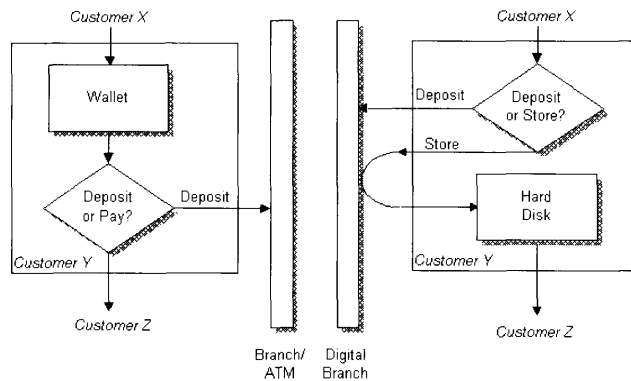 Customer X
Wallet
Deposit
or Pay?
Deposit
Customer Y
Customer Z
Branch/
ATM
Digital
Branch
Customer X
Deposit
or Store?
Deposit
Store
Hard
Disk
Customer Y
Customer Z